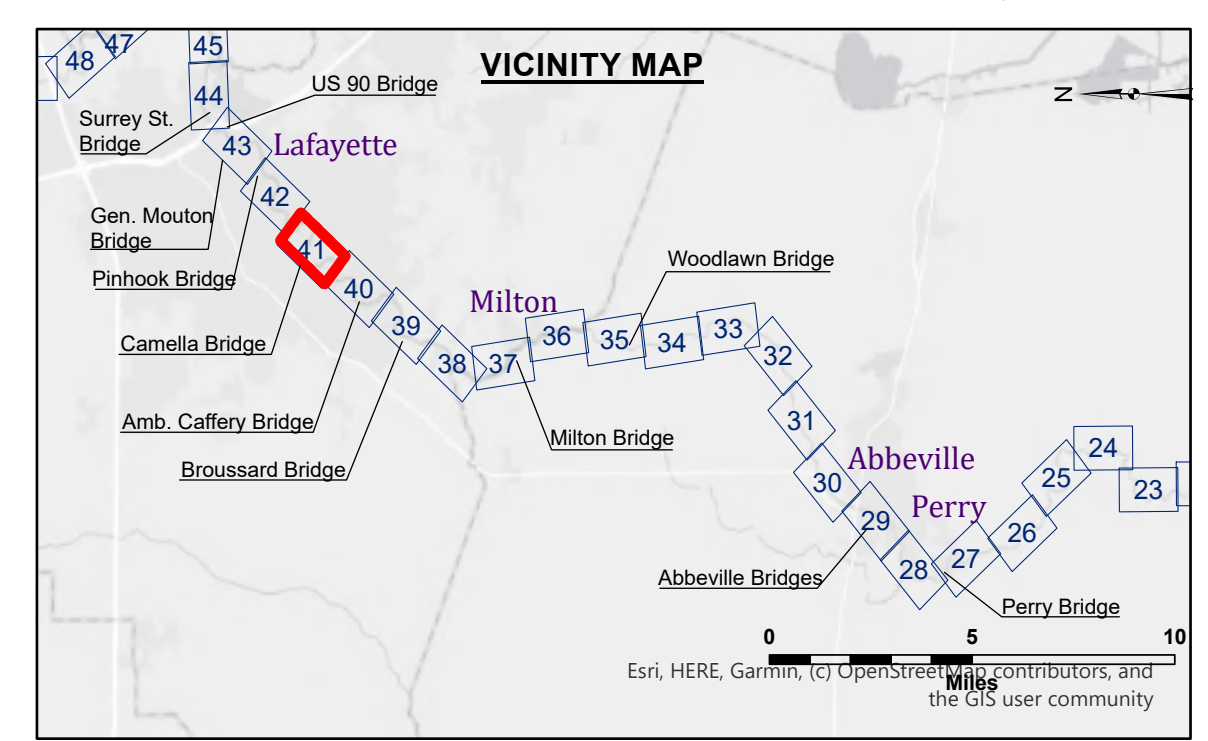 VICINITY MAP
47
45
48
US 90 Bridge
44
Z
Surrey St.
Bridge
43
Lafayette
42
Gen. Mouton
Bridge
41
Pinhook Bridge
Woodlawn Bridge
40
Milton
39
36
35
34
33
Camella Bridge
38
37
32
Amb. Caffery Bridge
31
Milton Bridge
Broussard Bridge
Abbeville
24
30
25
23
29
Perry
26
28
27
Abbeville Bridges
Perry Bridge
0
5
10
Miles
Esri, HERE, Garmin, (c) OpenStreetMap contributors, and
the GIS user community